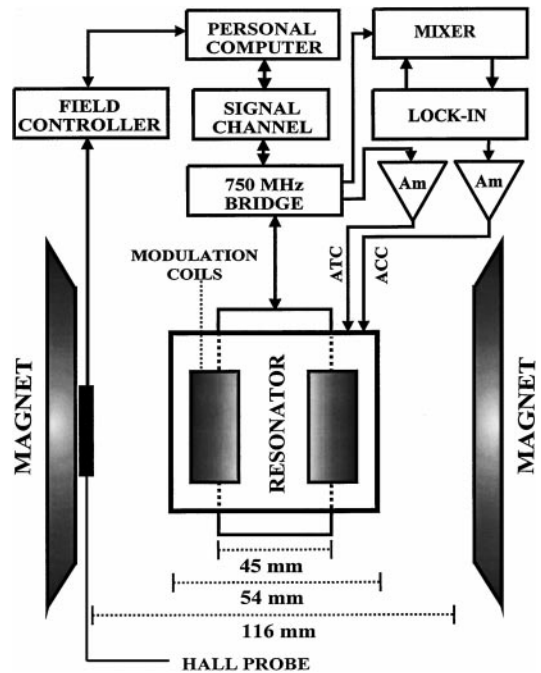 PERSONAL
COMPUTER
MIXER
FIELD
CONTROLLER
SIGNAL
CHANNEL
LOCK-IN
750 MHz
BRIDGE
Am
Am
MODULATION
COILS
ATC
ACC
MAGNET
RESONATOR
MAGNET
45 mm
54 mm
116 mm
HALL PROBE